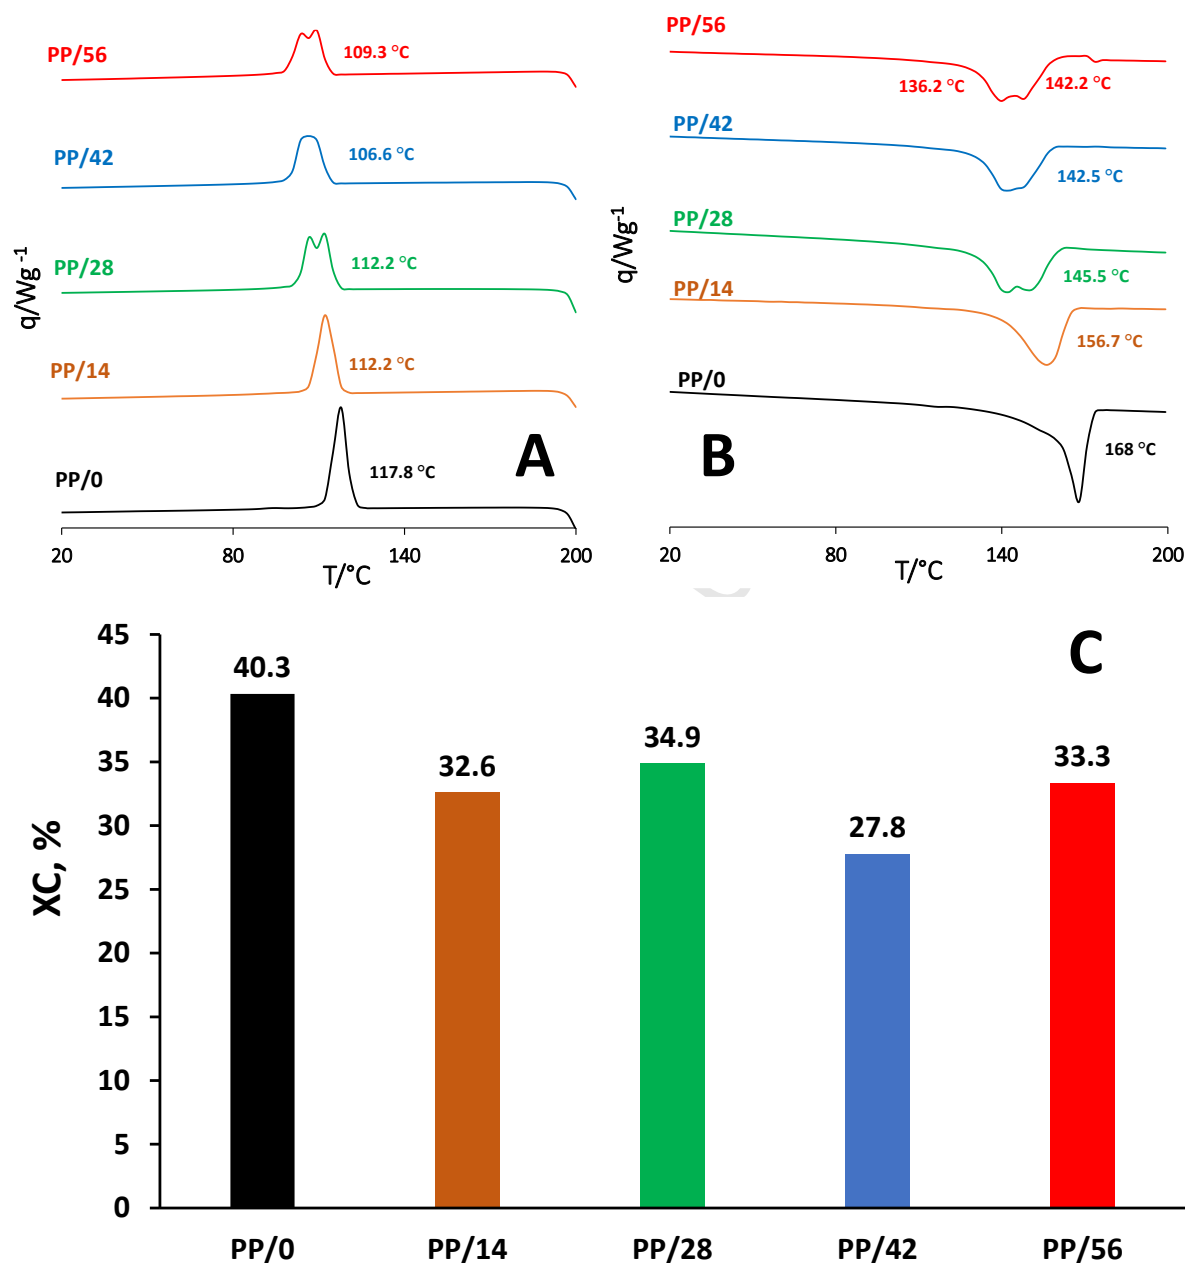 PP/56
109.3 °C
PP/42
106.6 °C
PP/28
112.2 °C
PP/14
112.2 °C
PP/0
117.8 °C
A
q/Wg -1
20 80 140 200
T/°C
PP/56
136.2 °C 142.2 °C
PP/42
142.5 °C
PP/28
145.5 °C
PP/14
156.7 °C
PP/0
168 °C
B
q/Wg-1
20 80 140 200
T/°C
C
XC, %
45
40
35
30
25
20
15
10
5
0
40.3
32.6
34.9
27.8
33.3
PP/0 PP/14 PP/28 PP/42 PP/56